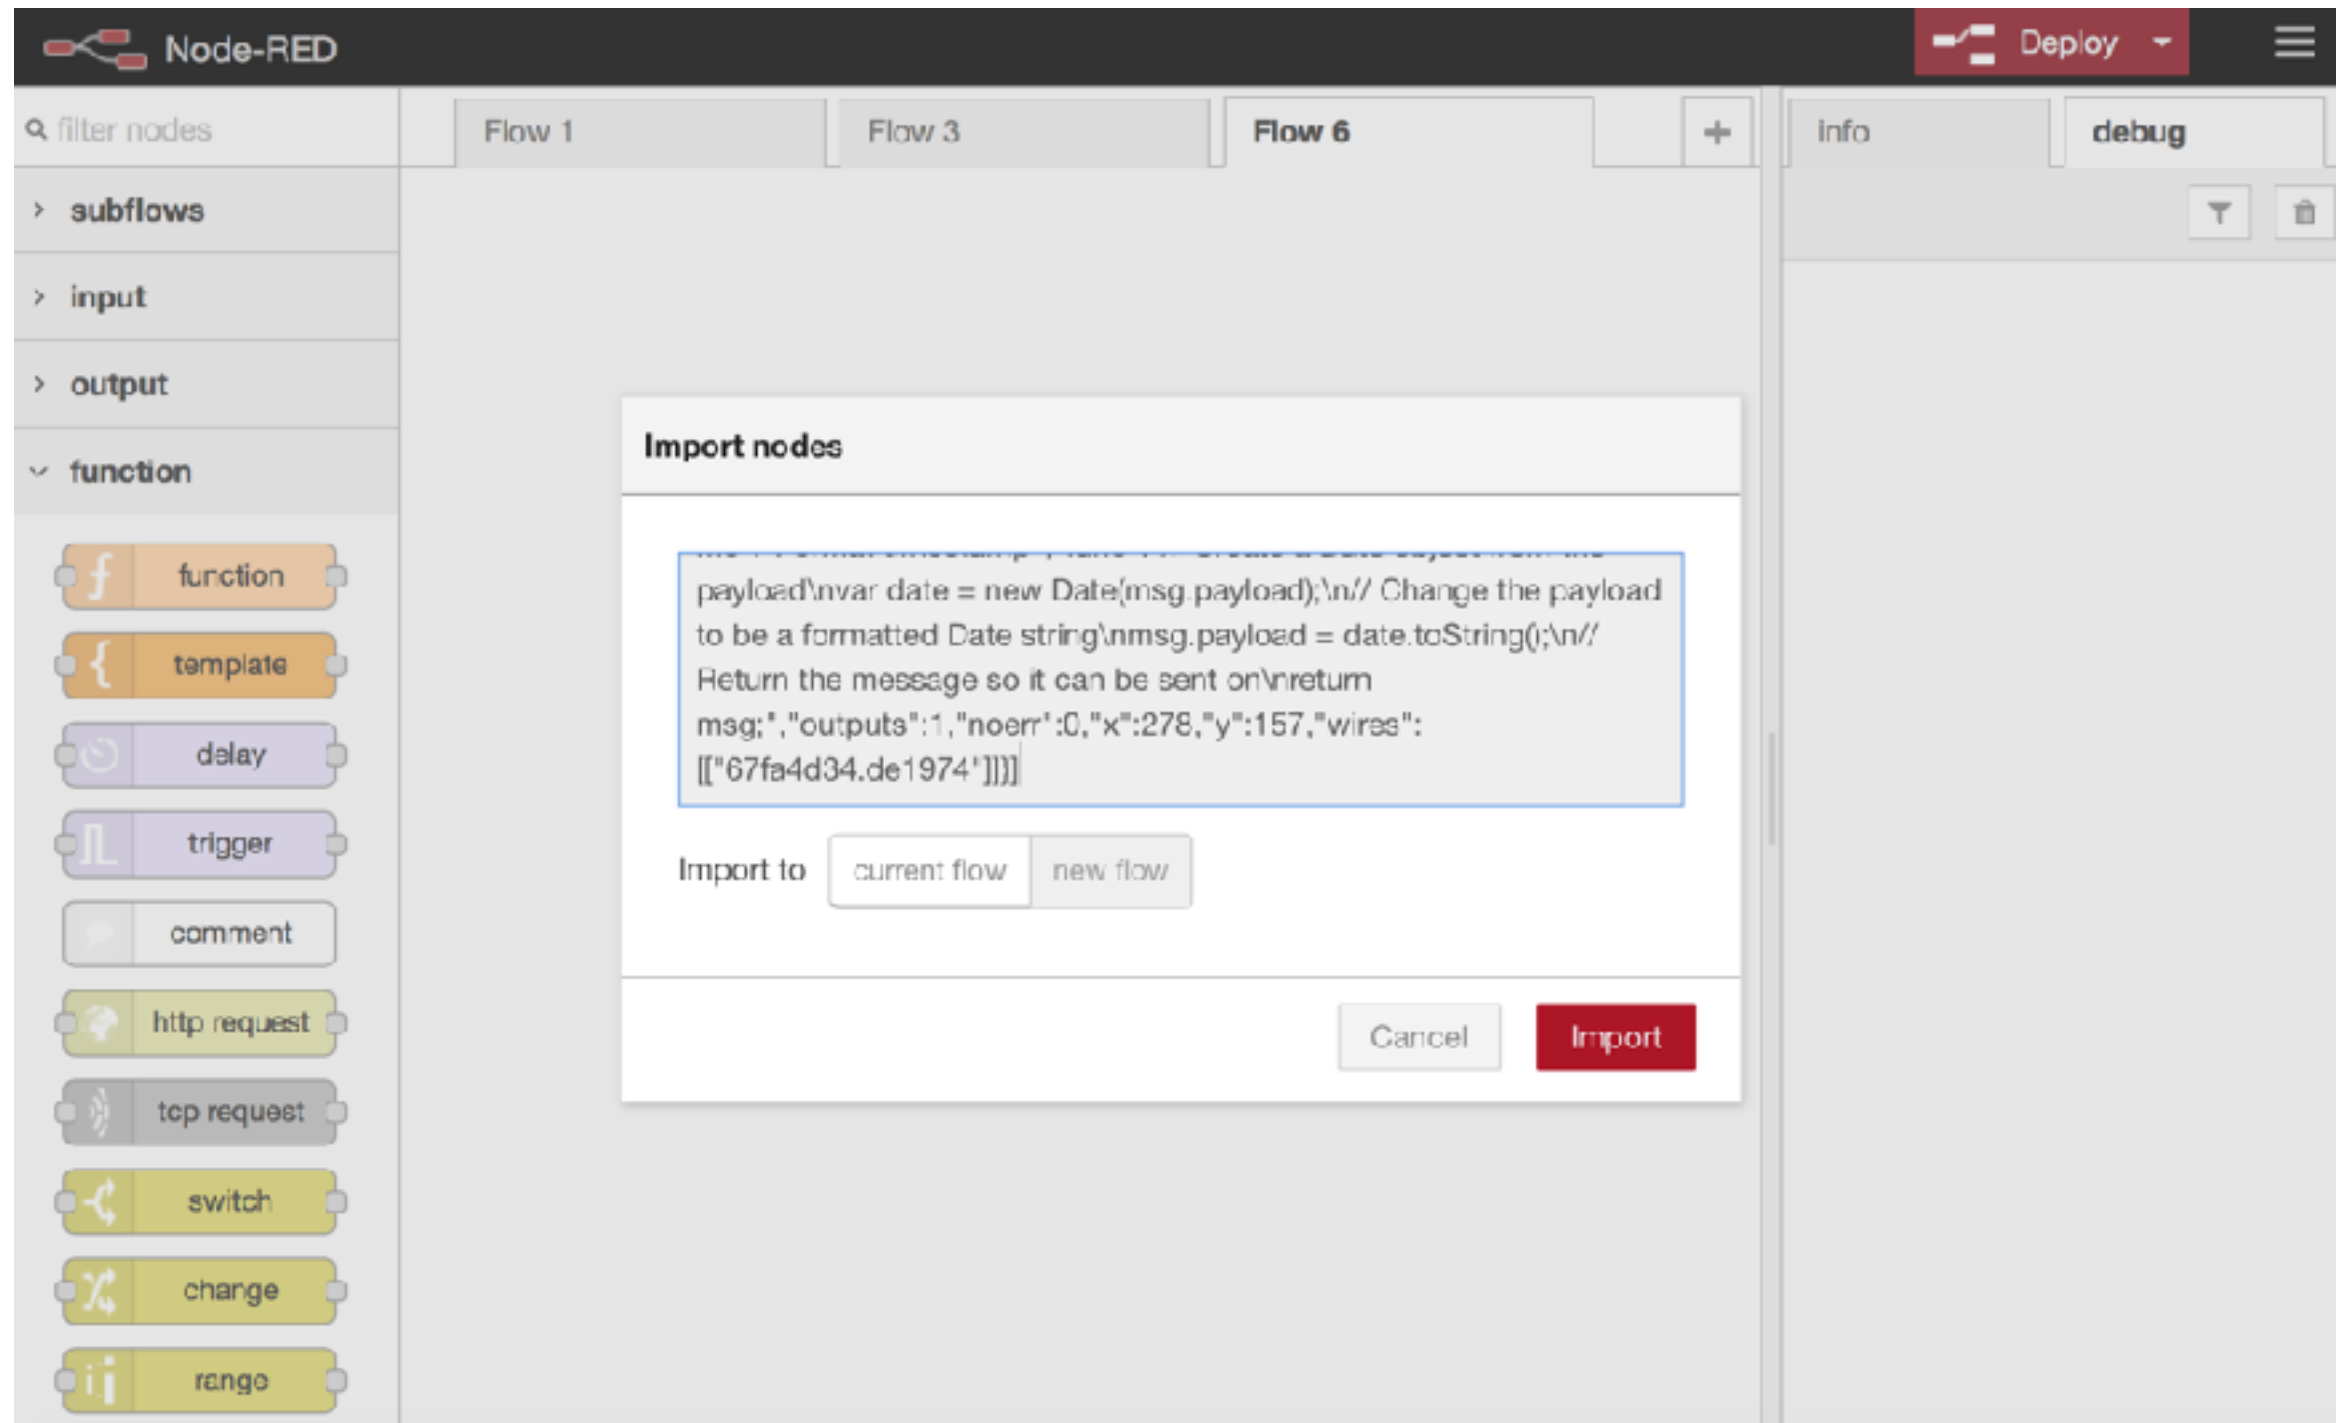 Node-RED
Deploy
filter nodes
Flow 1
Flow 3
Flow 6
info
debug
subflows
input
output
function
function
template
delay
trigger
comment
http request
tcp request
switch
change
range
Import nodes
payload\nvar date = new Date(msg.payload);\n// Change the payload
to be a formatted Date string\nmsg.payload = date.toString();\n//
Return the message so it can be sent on\nreturn
msg;","outputs":1,"noerr":0,"x":278,"y":157,"wires":
[["67fa4d34.de1974"]]}]
Import to
current flow
new flow
Cancel
Import